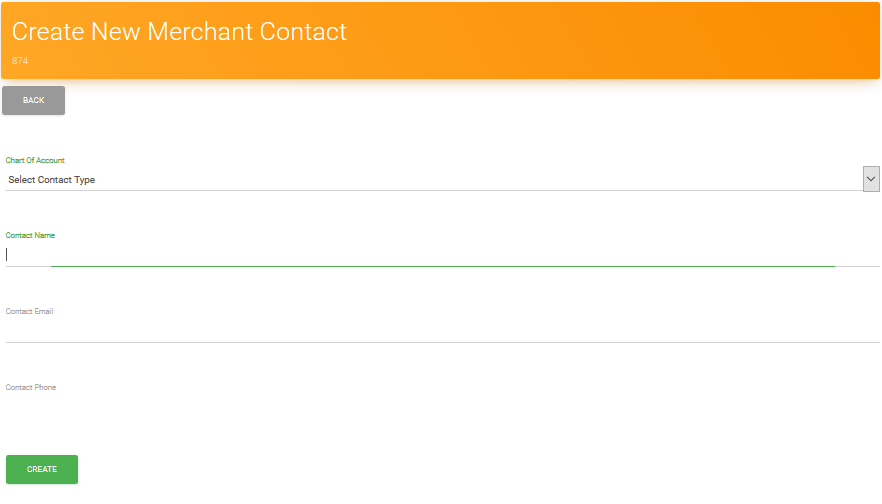 Create New Merchant Contact
874
BACK
Chart Of Account
Select Contact Type
Contact Name
Contact Email
Contact Phone
CREATE